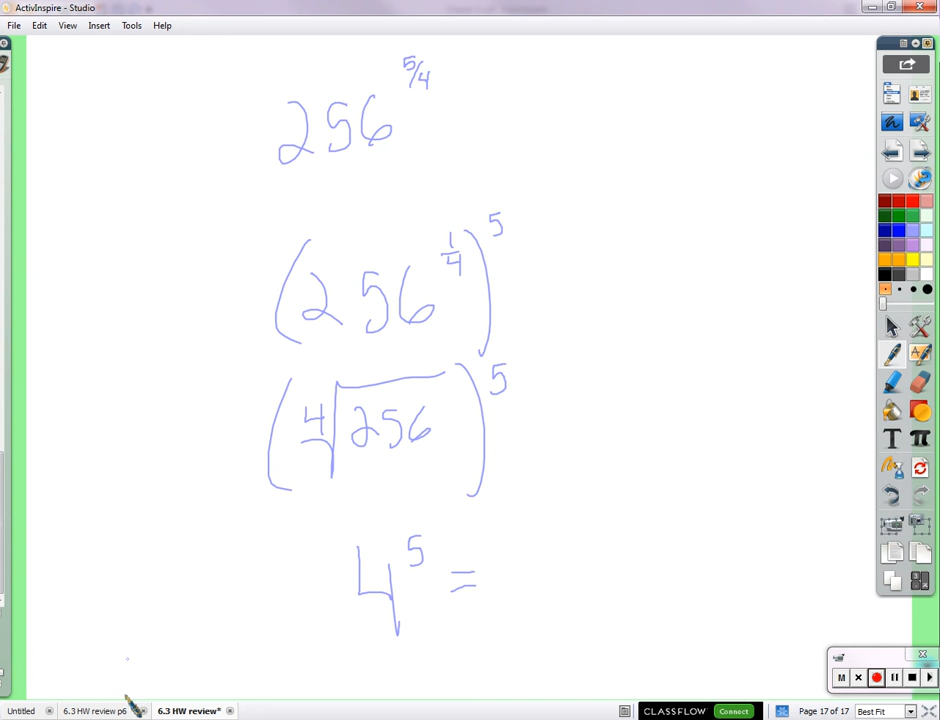 ActivInspire - Studio
File Edit View Insert Tools Help
256^5/4
(256^1/4)^5
(∜256)^5
4^5 =
M
Untitled 6.3 HW review p6 6.3 HW review* CLASSFLOW Connect Page 17 of 17 Best Fit